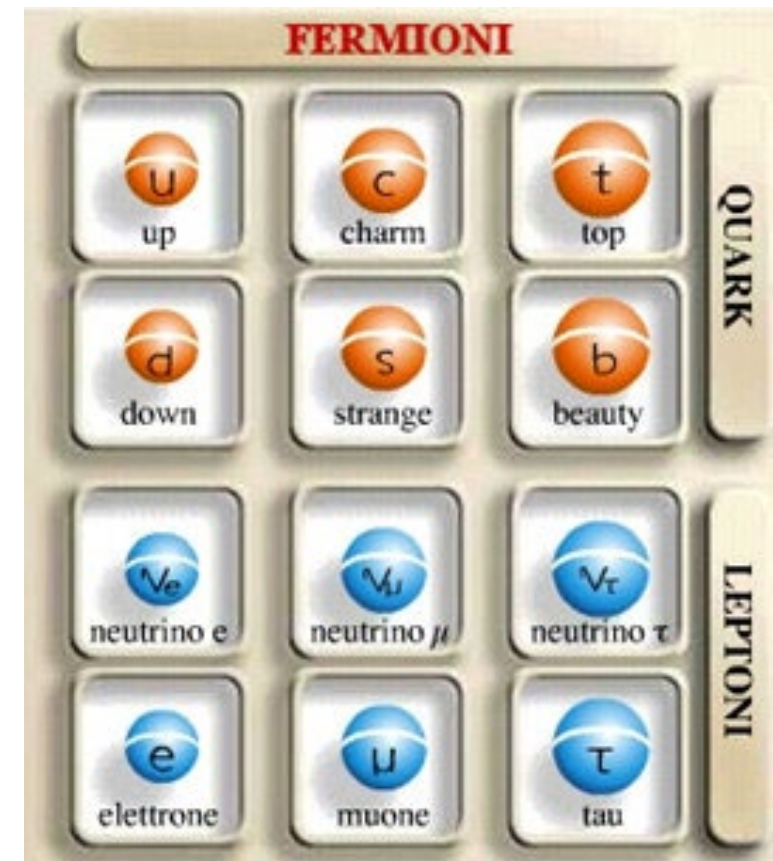 FERMIONI
u
up
c
charm
t
top
QUARK
d
down
s
strange
b
beauty
νe
neutrino e
νμ
neutrino μ
ντ
neutrino τ
LEPTONI
e
elettrone
μ
muone
τ
tau